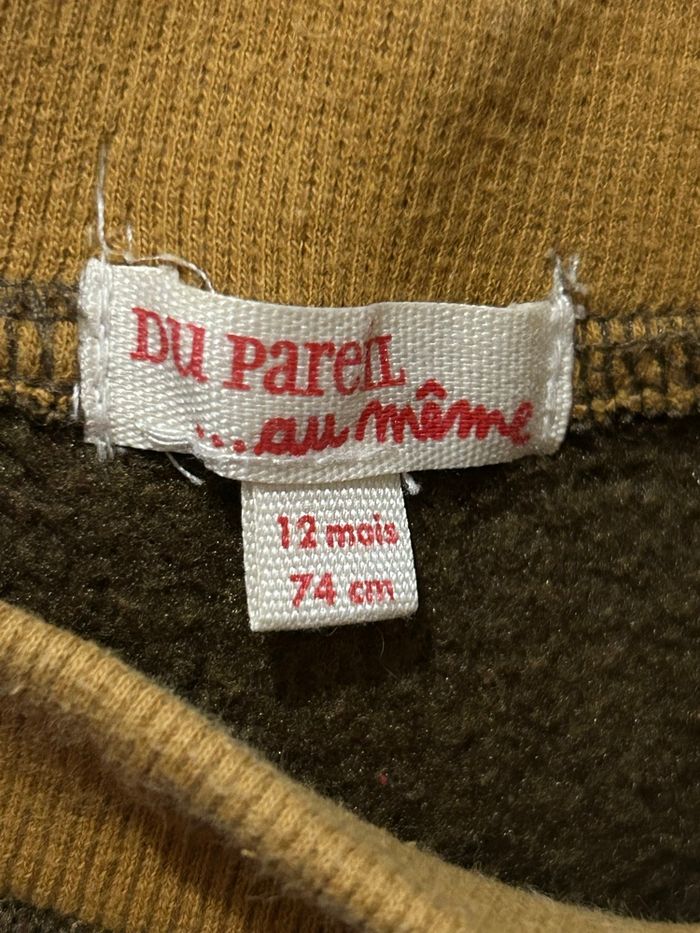 DU PareiL
...au même
12 mois
74 cm